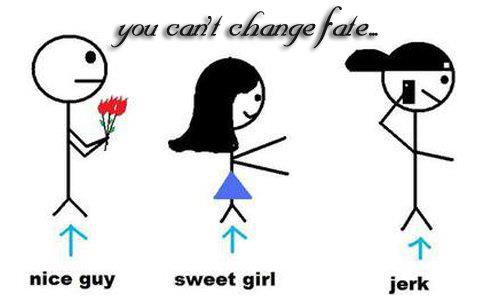 you can't change fate...
nice guy
sweet girl
jerk